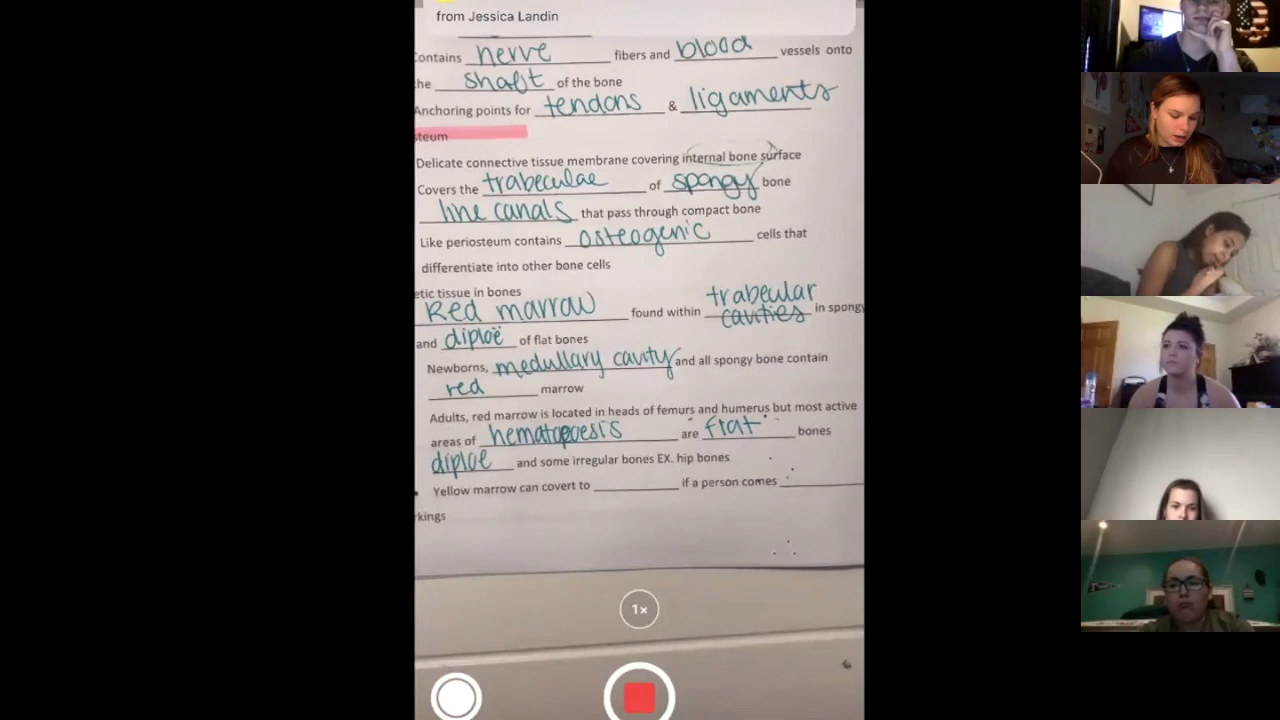 from Jessica Landin
Contains nerve fibers and blood vessels onto
the shaft of the bone
Anchoring points for tendons & ligaments
steum
Delicate connective tissue membrane covering internal bone surface
Covers the trabeculae of spongy bone
line canals that pass through compact bone
Like periosteum contains osteogenic cells that
differentiate into other bone cells
etic tissue in bones
Red marrow found within trabecular cavities in spongy
and diploë of flat bones
Newborns, medullary cavity and all spongy bone contain
red marrow
Adults, red marrow is located in heads of femurs and humerus but most active
areas of hematopoesis are flat bones
diploe and some irregular bones EX. hip bones
Yellow marrow can covert to if a person comes
rkings
1x